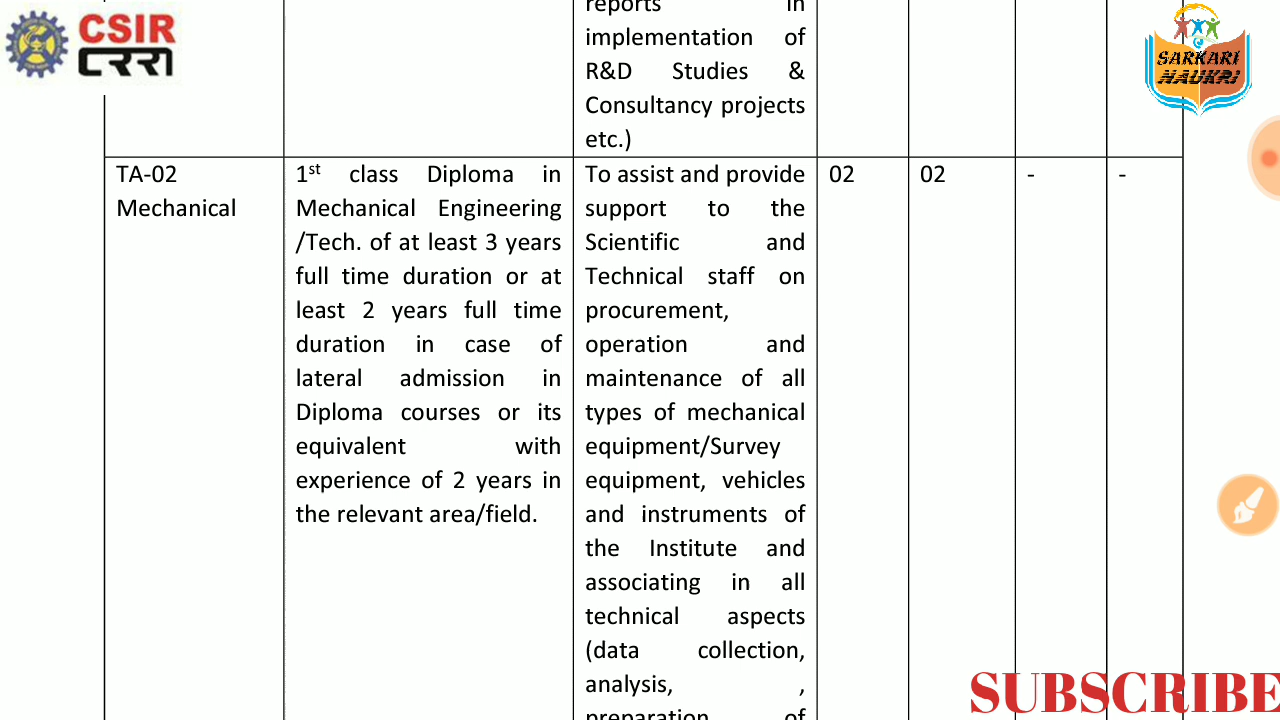 CSIR
CRRI
SARKARI
NAUKRI
reports in
implementation of
R&D Studies &
Consultancy projects
etc.)
TA-02
Mechanical
1st class Diploma in
Mechanical Engineering
/Tech. of at least 3 years
full time duration or at
least 2 years full time
duration in case of
lateral admission in
Diploma courses or its
equivalent with
experience of 2 years in
the relevant area/field.
To assist and provide
support to the
Scientific and
Technical staff on
procurement,
operation and
maintenance of all
types of mechanical
equipment/Survey
equipment, vehicles
and instruments of
the Institute and
associating in all
technical aspects
(data collection,
analysis, ,
preparation of
02
02
-
-
SUBSCRIBE